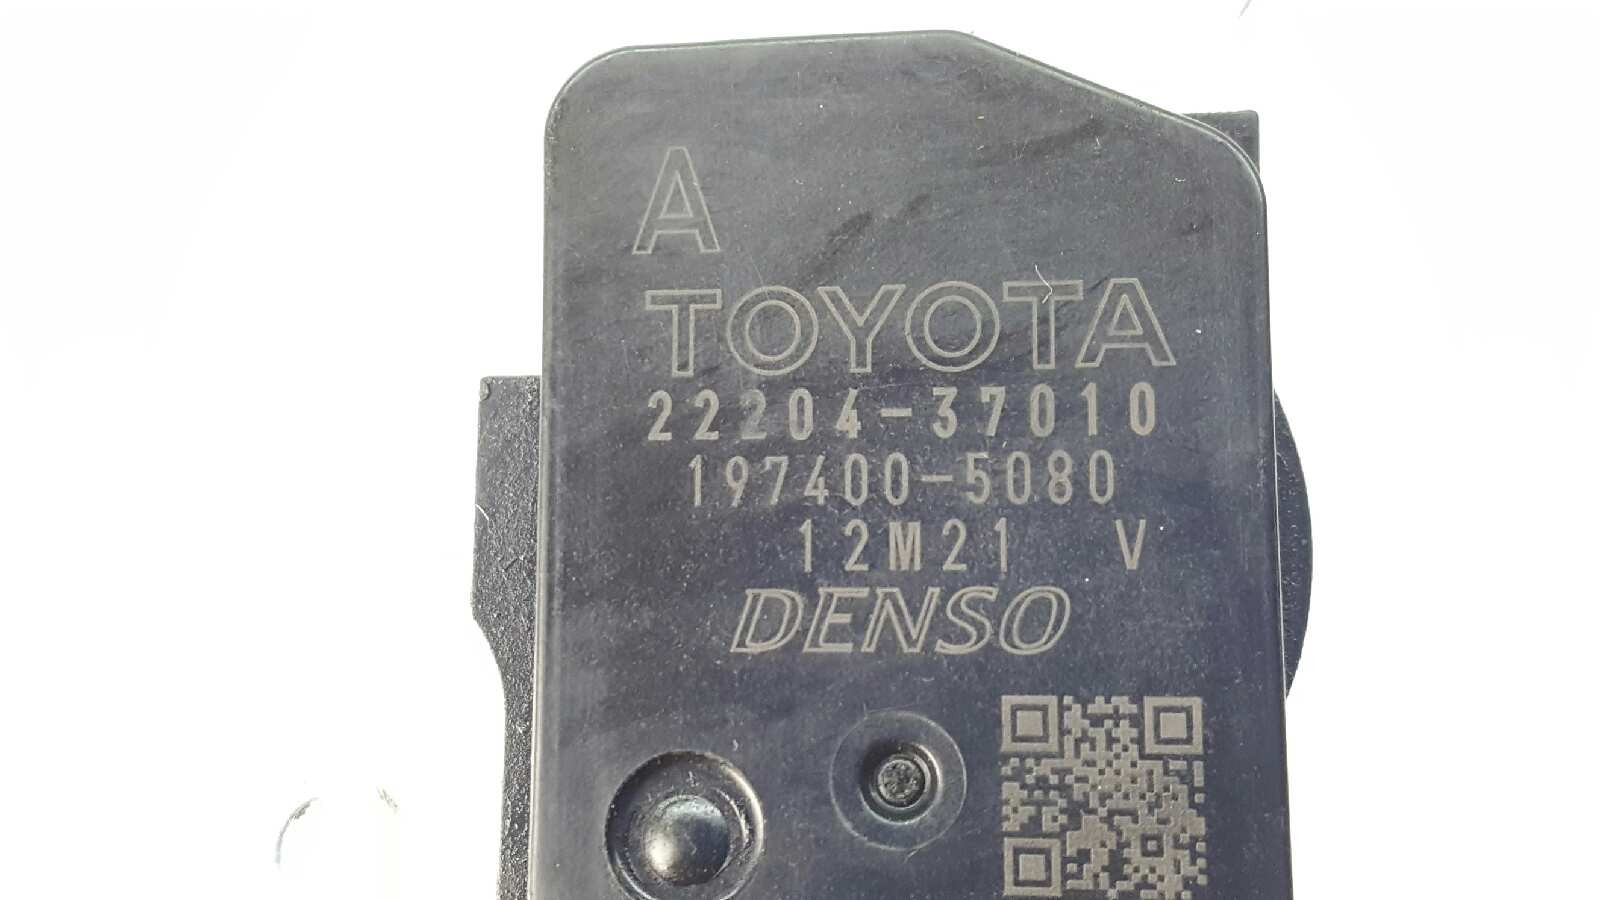 A
TOYOTA
22204-37010
197400-5080
12M21 V
DENSO